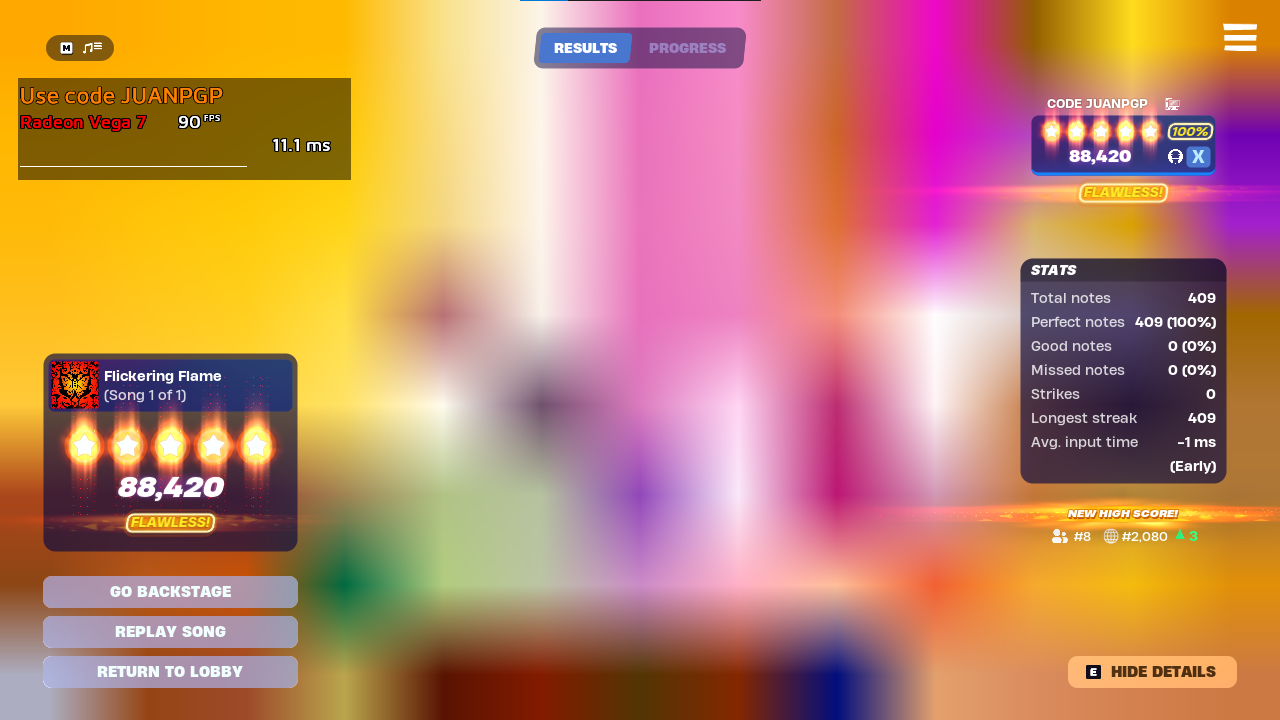 M
RESULTS
PROGRESS
Use code JUANPGP
Radeon Vega 7 90 FPS
11.1 ms
CODE JUANPGP
100%
88,420
X
FLAWLESS!
STATS
Total notes 409
Perfect notes 409 (100%)
Good notes 0 (0%)
Missed notes 0 (0%)
Strikes 0
Longest streak 409
Avg. input time -1 ms
(Early)
NEW HIGH SCORE!
#8 #2,080 3
Flickering Flame
(Song 1 of 1)
88,420
FLAWLESS!
GO BACKSTAGE
REPLAY SONG
RETURN TO LOBBY
E HIDE DETAILS